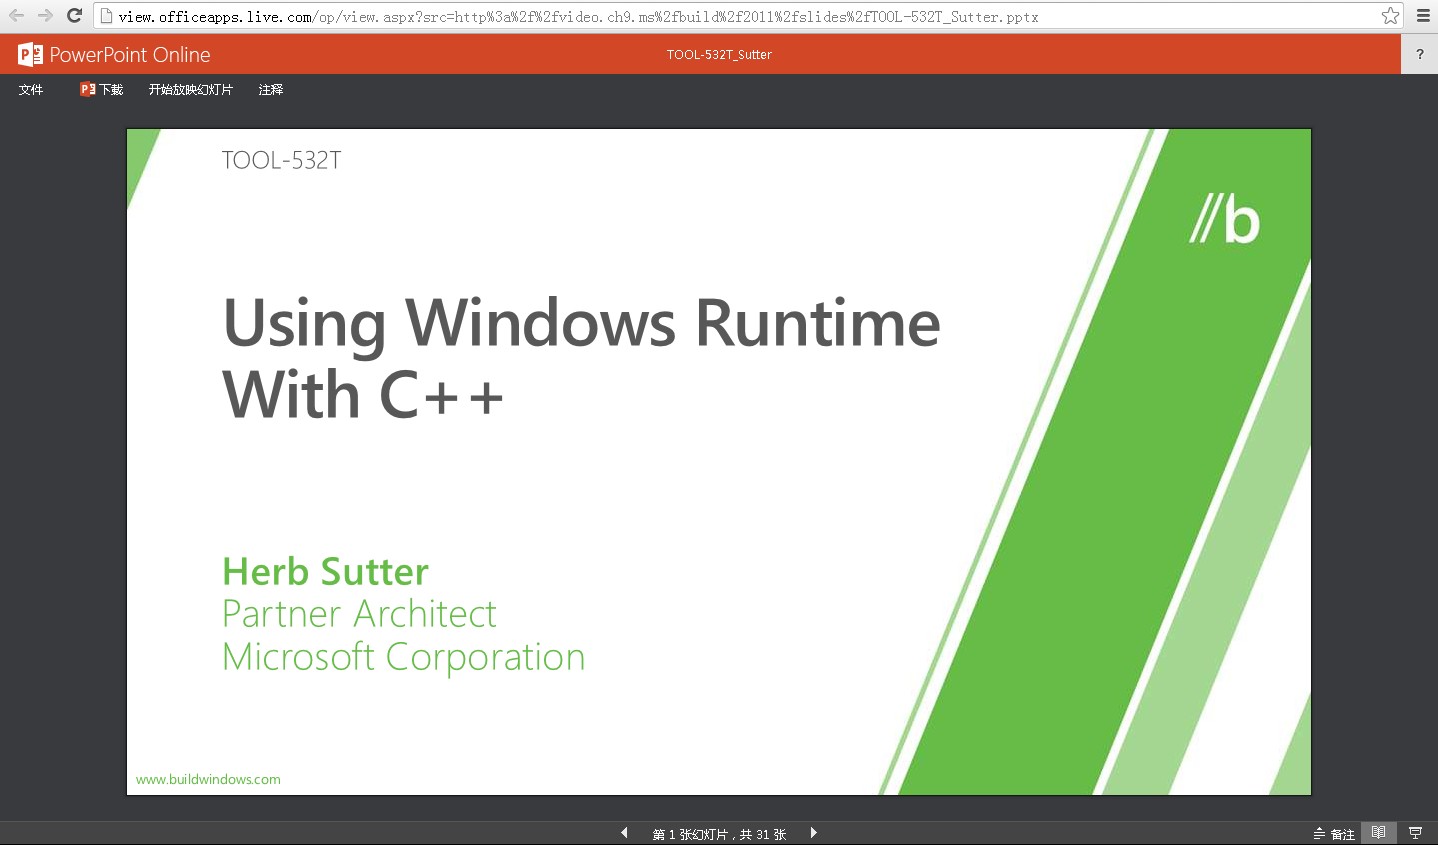 view.officeapps.live.com/op/view.aspx?src=http%3a%2f%2fvideo.ch9.ms%2fbuild%2f2011%2fslides%2fTOOL-532T_Sutter.pptx
PowerPoint Online
TOOL-532T_Sutter
?
文件 下载 开始放映幻灯片 注释
TOOL-532T
//b
Using Windows Runtime
With C++
Herb Sutter
Partner Architect
Microsoft Corporation
www.buildwindows.com
第 1 张幻灯片，共 31 张
备注